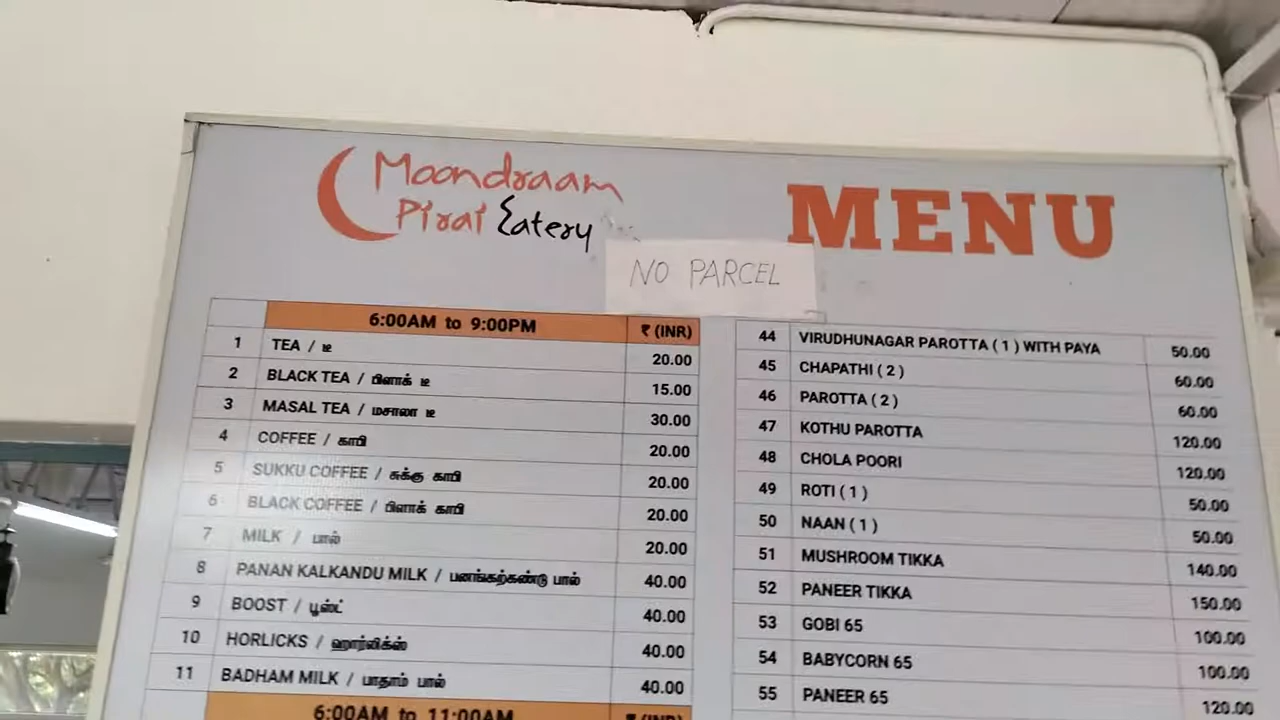 Moondraam
Pirai Eatery
MENU
NO PARCEL
6:00AM to 9:00PM ₹ (INR)
1 TEA / டீ 20.00
2 BLACK TEA / பிளாக் டீ 15.00
3 MASAL TEA / மசாலா டீ 30.00
4 COFFEE / காபி 20.00
5 SUKKU COFFEE / சுக்கு காபி 20.00
6 BLACK COFFEE / பிளாக் காபி 20.00
7 MILK / பால் 20.00
8 PANAN KALKANDU MILK / பனங்கற்கண்டு பால் 40.00
9 BOOST / பூஸ்ட் 40.00
10 HORLICKS / ஹார்லிக்ஸ் 40.00
11 BADHAM MILK / பாதாம் பால் 40.00
6:00AM to 11:00AM ₹ (INR)
44 VIRUDHUNAGAR PAROTTA ( 1 ) WITH PAYA 50.00
45 CHAPATHI ( 2 ) 60.00
46 PAROTTA ( 2 ) 60.00
47 KOTHU PAROTTA 120.00
48 CHOLA POORI 120.00
49 ROTI ( 1 ) 50.00
50 NAAN ( 1 ) 50.00
51 MUSHROOM TIKKA 140.00
52 PANEER TIKKA 150.00
53 GOBI 65 100.00
54 BABYCORN 65 100.00
55 PANEER 65 120.00